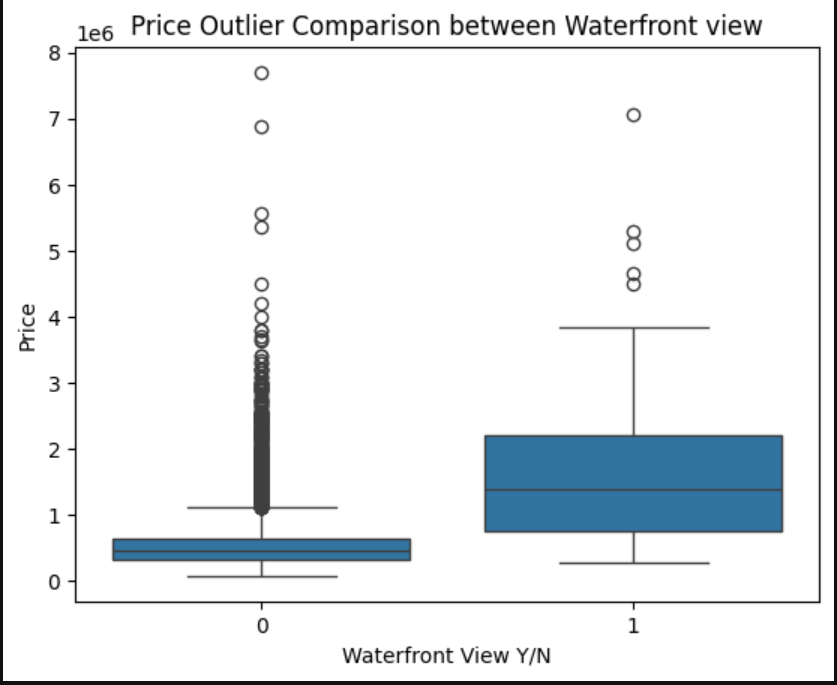 Price Outlier Comparison between Waterfront view
1e6
8
7
6
5
4
3
2
1
0
Price
0 1
Waterfront View Y/N